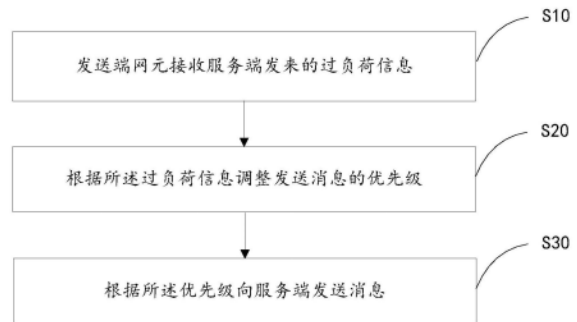 S10
发送端网元接收服务端发来的过负荷信息
S20
根据所述过负荷信息调整发送消息的优先级
S30
根据所述优先级向服务端发送消息